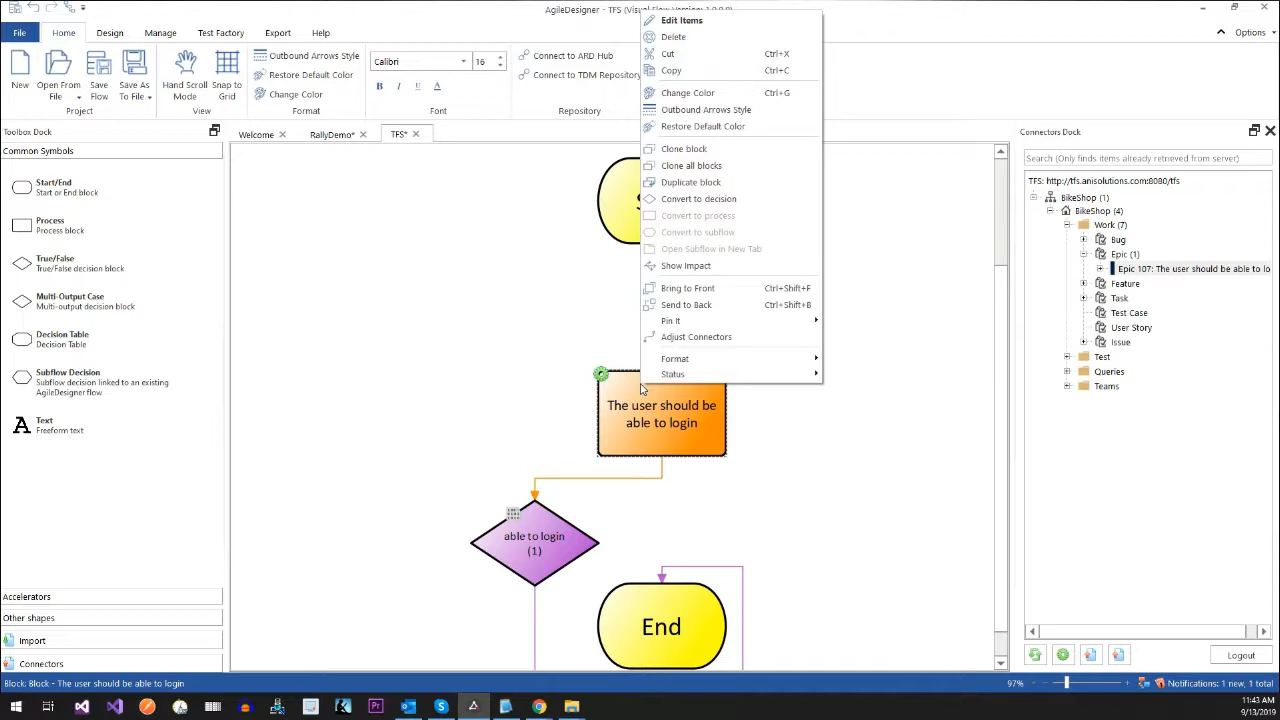 AgileDesigner - TFS (Visual Flow Version: 1.0.0.0)
File
Home
Design
Manage
Test Factory
Export
Help
Options
New
Open From
File
Save
Flow
Save As
To File
Project
Hand Scroll
Mode
Snap to
Grid
View
Outbound Arrows Style
Restore Default Color
Change Color
Format
Calibri
16
B I U A
Font
Connect to ARD Hub
Connect to TDM Repository
Repository
Toolbox Dock
Common Symbols
Start/End
Start or End block
Process
Process block
True/False
True/False decision block
Multi-Output Case
Multi-output decision block
Decision Table
Decision Table
Subflow Decision
Subflow decision linked to an existing
AgileDesigner flow
A
Text
Freeform text
Accelerators
Other shapes
Import
Connectors
Welcome
RallyDemo*
TFS*
Edit Items
Delete
Cut Ctrl+X
Copy Ctrl+C
Change Color Ctrl+G
Outbound Arrows Style
Restore Default Color
Clone block
Clone all blocks
Duplicate block
Convert to decision
Convert to process
Convert to subflow
Open Subflow in New Tab
Show Impact
Bring to Front Ctrl+Shift+F
Send to Back Ctrl+Shift+B
Pin It
Adjust Connectors
Format
Status
The user should be
able to login
able to login
(1)
End
Connectors Dock
Search (Only finds items already retrieved from server)
TFS: http://tfs.anisolutions.com:8080/tfs
BikeShop (1)
BikeShop (4)
Work (7)
Bug
Epic (1)
Epic 107: The user should be able to lo
Feature
Task
Test Case
User Story
Issue
Test
Queries
Teams
Logout
Block: Block - The user should be able to login
97%
Notifications: 1 new, 1 total
11:43 AM
9/13/2019